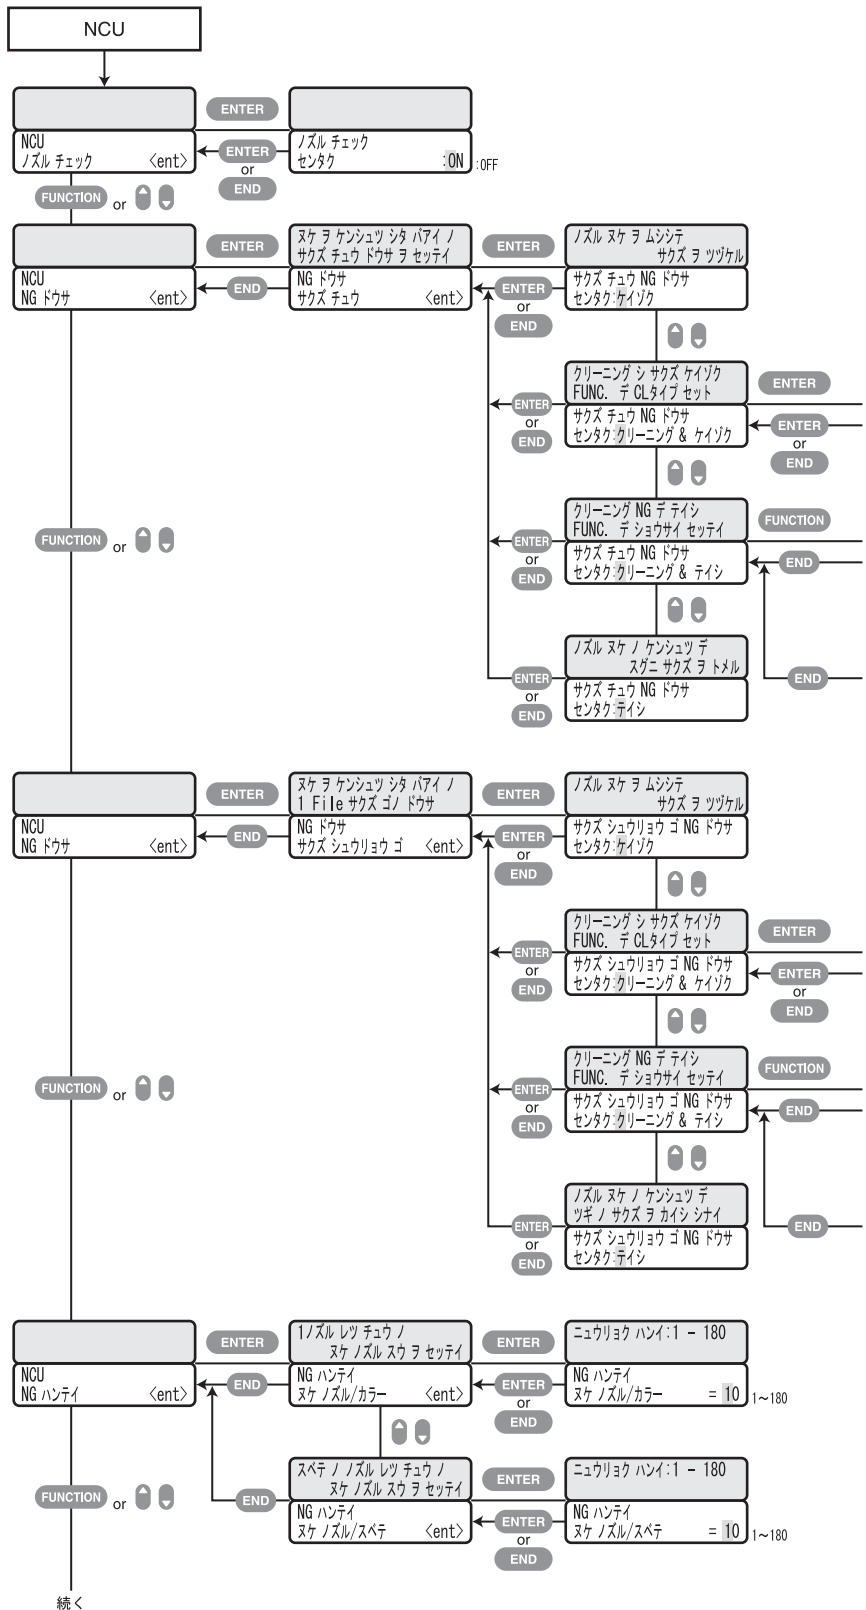 NCU
ENTER
NCU
ノズル チェック <ent>
ENTER
or
END
ノズル チェック
センタク :ON :OFF
FUNCTION or
ENTER
NCU
NG ドウサ <ent>
END
ヌケ ヲ ケンシュツ シタ バアイ ノ
サクズ チュウ ドウサ ヲ セッテイ
NG ドウサ
サクズ チュウ <ent>
ENTER
ENTER
or
END
ノズル ヌケ ヲ ムシシテ
サクズ ヲ ツヅケル
サクズ チュウ NG ドウサ
センタク:ケイゾク
ENTER
or
END
クリーニング シ サクズ ケイゾク
FUNC. デ CLタイプ セット
サクズ チュウ NG ドウサ
センタク:クリーニング & ケイゾク
ENTER
ENTER
or
END
FUNCTION or
ENTER
or
END
クリーニング NG デ テイシ
FUNC. デ ショウサイ セッテイ
サクズ チュウ NG ドウサ
センタク:クリーニング & テイシ
FUNCTION
END
ENTER
or
END
ノズル ヌケ ノ ケンシュツ デ
スグニ サクズ ヲ トメル
サクズ チュウ NG ドウサ
センタク:テイシ
END
ENTER
NCU
NG ドウサ <ent>
END
ヌケ ヲ ケンシュツ シタ バアイ ノ
1 File サクズ ゴノ ドウサ
NG ドウサ
サクズ シュウリョウ ゴ <ent>
ENTER
ENTER
or
END
ノズル ヌケ ヲ ムシシテ
サクズ ヲ ツヅケル
サクズ シュウリョウ ゴ NG ドウサ
センタク:ケイゾク
ENTER
or
END
クリーニング シ サクズ ケイゾク
FUNC. デ CLタイプ セット
サクズ シュウリョウ ゴ NG ドウサ
センタク:クリーニング & ケイゾク
ENTER
ENTER
or
END
FUNCTION or
ENTER
or
END
クリーニング NG デ テイシ
FUNC. デ ショウサイ セッテイ
サクズ シュウリョウ ゴ NG ドウサ
センタク:クリーニング & テイシ
FUNCTION
END
ENTER
or
END
ノズル ヌケ ノ ケンシュツ デ
ツギ ノ サクズ ヲ カイシ シナイ
サクズ シュウリョウ ゴ NG ドウサ
センタク:テイシ
END
ENTER
NCU
NG ハンテイ <ent>
END
1ノズル レツ チュウ ノ
ヌケ ノズル スウ ヲ セッテイ
NG ハンテイ
ヌケ ノズル/カラー <ent>
ENTER
ENTER
or
END
ニュウリョク ハンイ:1 - 180
NG ハンテイ
ヌケ ノズル/カラー = 10 1～180
FUNCTION or
END
スベテ ノ ノズル レツ チュウ ノ
ヌケ ノズル スウ ヲ セッテイ
NG ハンテイ
ヌケ ノズル/スベテ <ent>
ENTER
ENTER
or
END
ニュウリョク ハンイ:1 - 180
NG ハンテイ
ヌケ ノズル/スベテ = 10 1～180
続く